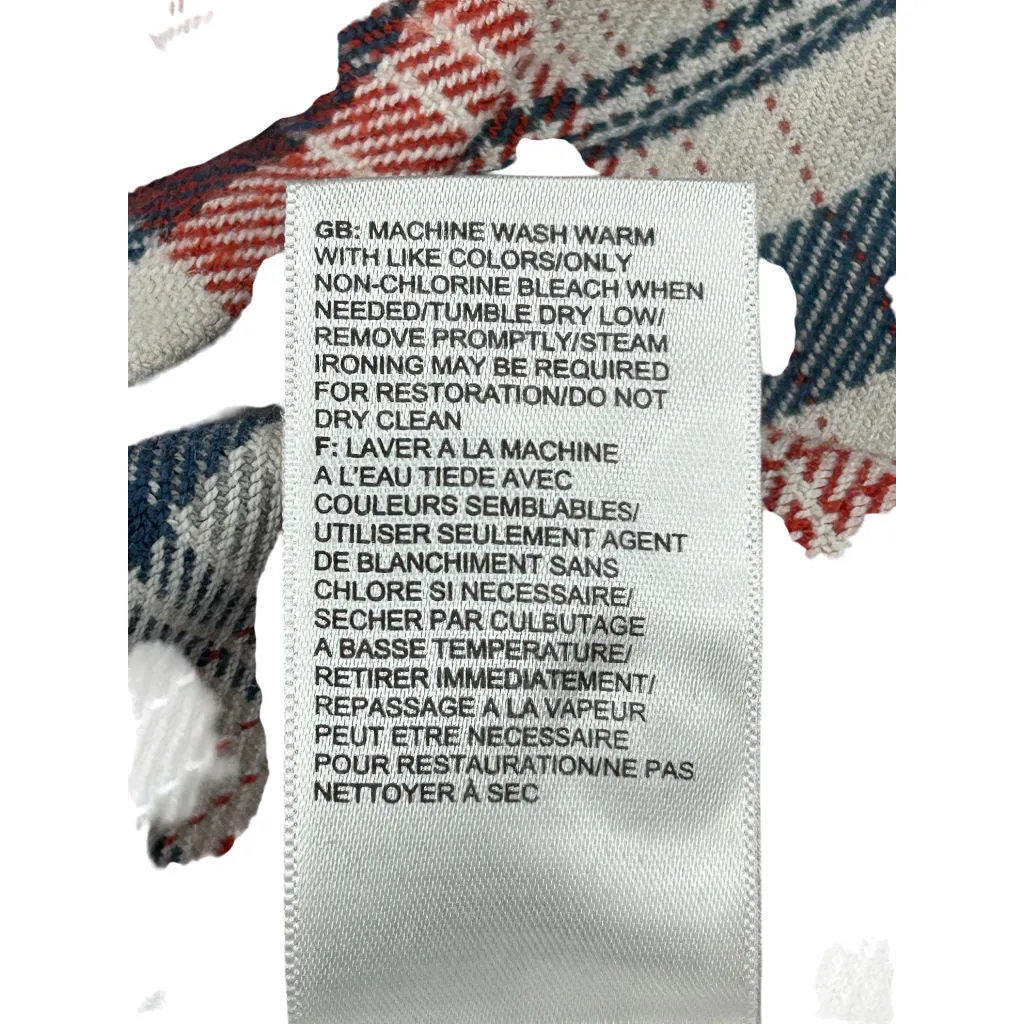 GB: MACHINE WASH WARM
WITH LIKE COLORS/ONLY
NON-CHLORINE BLEACH WHEN
NEEDED/TUMBLE DRY LOW/
REMOVE PROMPTLY/STEAM
IRONING MAY BE REQUIRED
FOR RESTORATION/DO NOT
DRY CLEAN
F: LAVER A LA MACHINE
A L'EAU TIEDE AVEC
COULEURS SEMBLABLES/
UTILISER SEULEMENT AGENT
DE BLANCHIMENT SANS
CHLORE SI NECESSAIRE/
SECHER PAR CULBUTAGE
A BASSE TEMPERATURE/
RETIRER IMMEDIATEMENT/
REPASSAGE A LA VAPEUR
PEUT ETRE NECESSAIRE
POUR RESTAURATION/NE PAS
NETTOYER À SEC